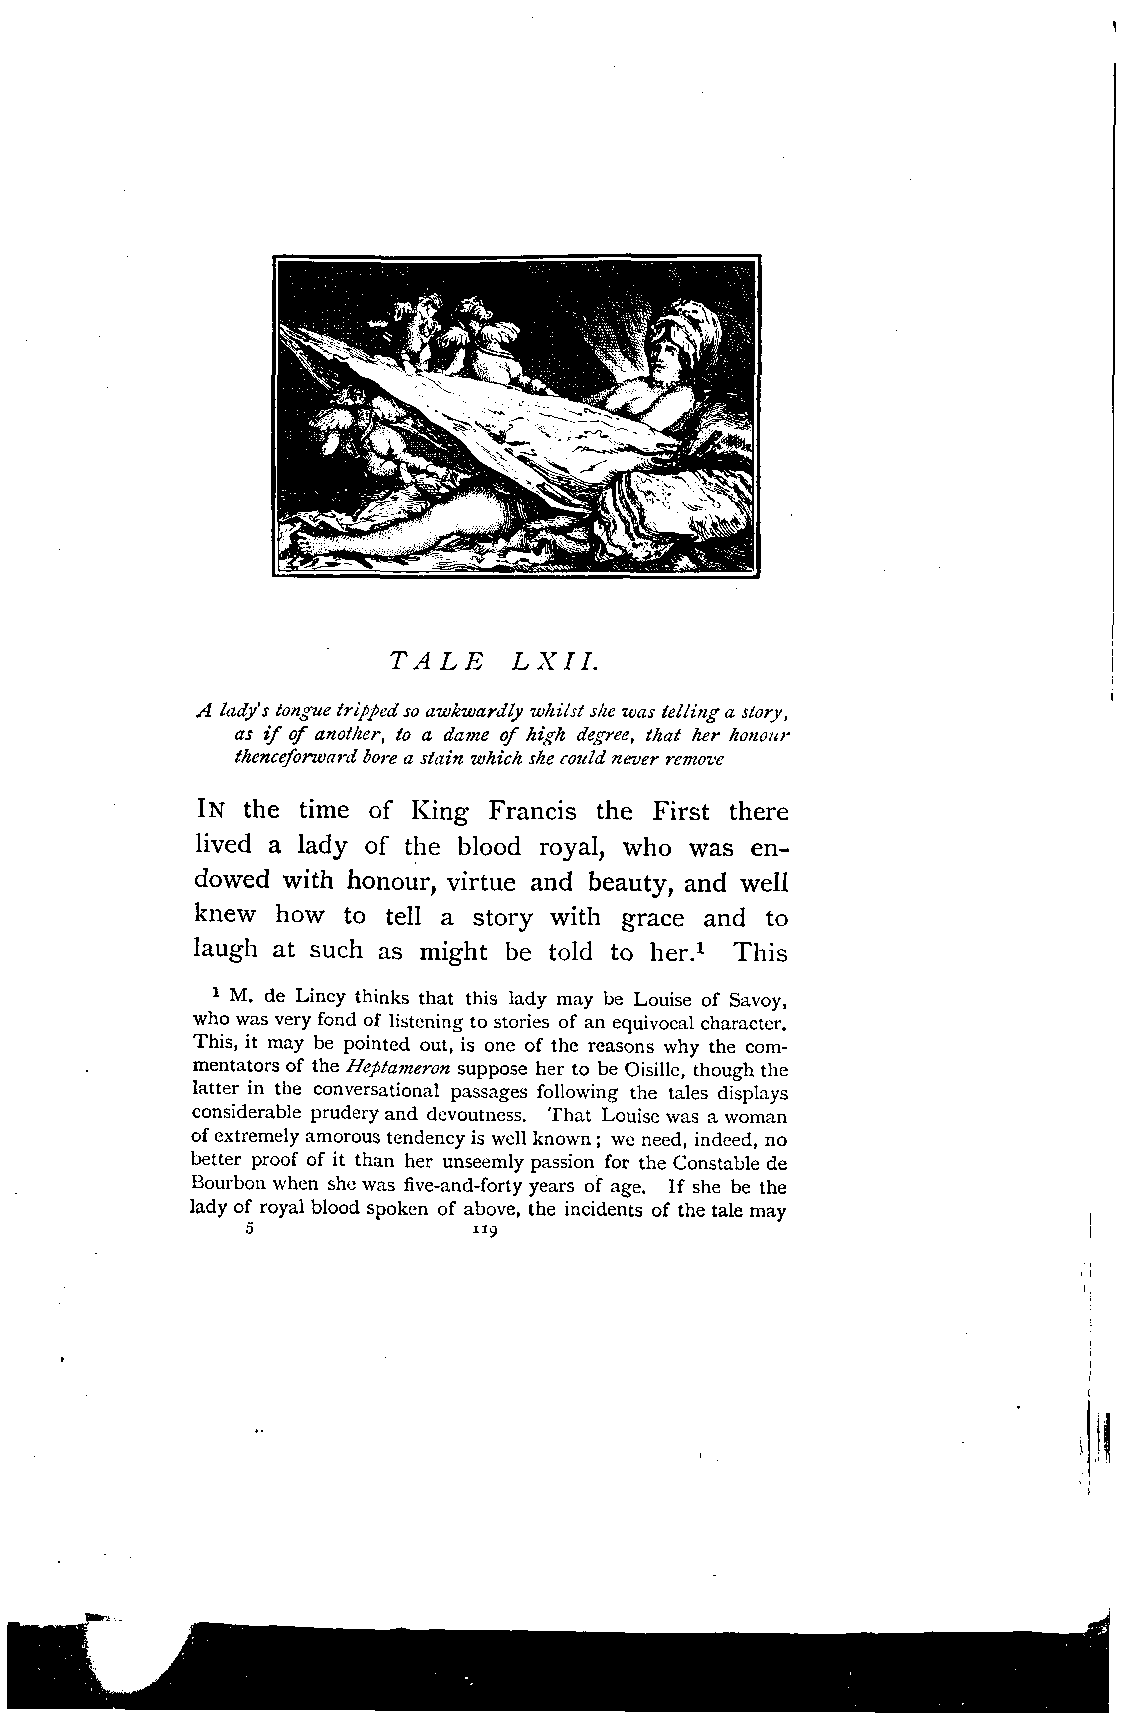 TALE LXII.
A lady's tongue tripped so awkwardly whilst she was telling a story,
as if of another, to a dame of high degree, that her honour
thenceforward bore a stain which she could never remove
IN the time of King Francis the First there
lived a lady of the blood royal, who was en-
dowed with honour, virtue and beauty, and well
knew how to tell a story with grace and to
laugh at such as might be told to her.¹ This
¹ M. de Lincy thinks that this lady may be Louise of Savoy,
who was very fond of listening to stories of an equivocal character.
This, it may be pointed out, is one of the reasons why the com-
mentators of the Heptameron suppose her to be Oisille, though the
latter in the conversational passages following the tales displays
considerable prudery and devoutness. That Louise was a woman
of extremely amorous tendency is well known; we need, indeed, no
better proof of it than her unseemly passion for the Constable de
Bourbon when she was five-and-forty years of age. If she be the
lady of royal blood spoken of above, the incidents of the tale may
5 119